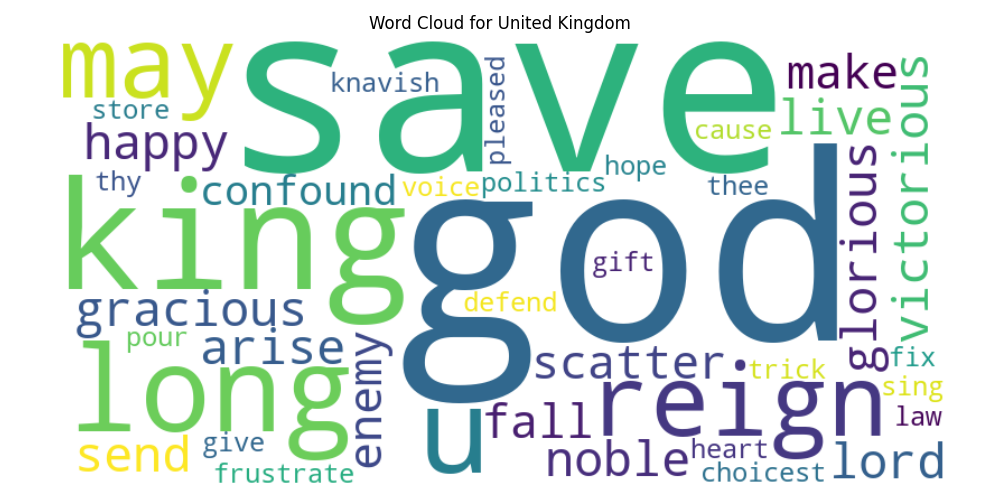 Word Cloud for United Kingdom
may
save
knavish
pleased
make
store
cause
live
victorious
happy
hope
thy
confound
voice
politics
thee
glorious
king
god
gift
gracious
defend
pour
arise
enemy
scatter
trick
fix
long
reign
sing
u
fall
law
send
give
noble
heart
lord
frustrate
choicest